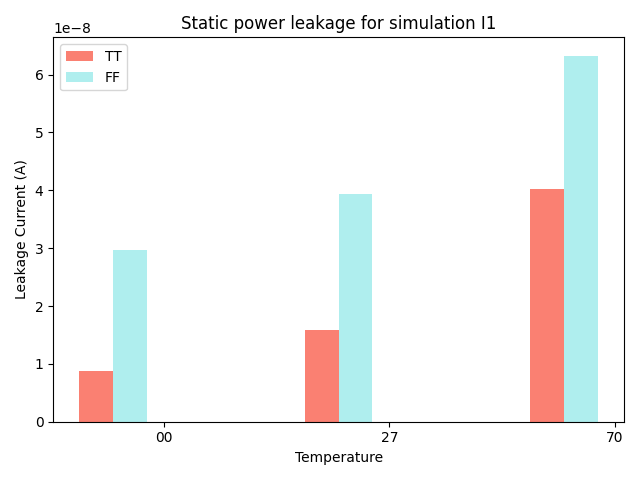 Static power leakage for simulation I1
1e−8
TT
FF
6
5
4
3
2
1
0
Leakage Current (A)
00
27
70
Temperature